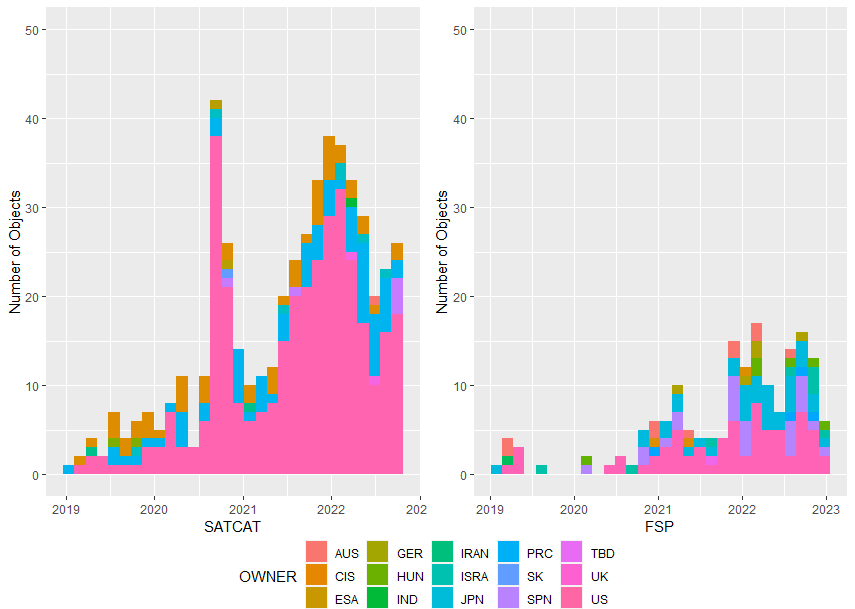 50
40
30
20
10
0
Number of Objects
2019
2020
2021
2022
202
SATCAT
50
40
30
20
10
0
Number of Objects
2019
2020
2021
2022
2023
FSP
OWNER
AUS GER IRAN PRC TBD
CIS HUN ISRA SK UK
ESA IND JPN SPN US